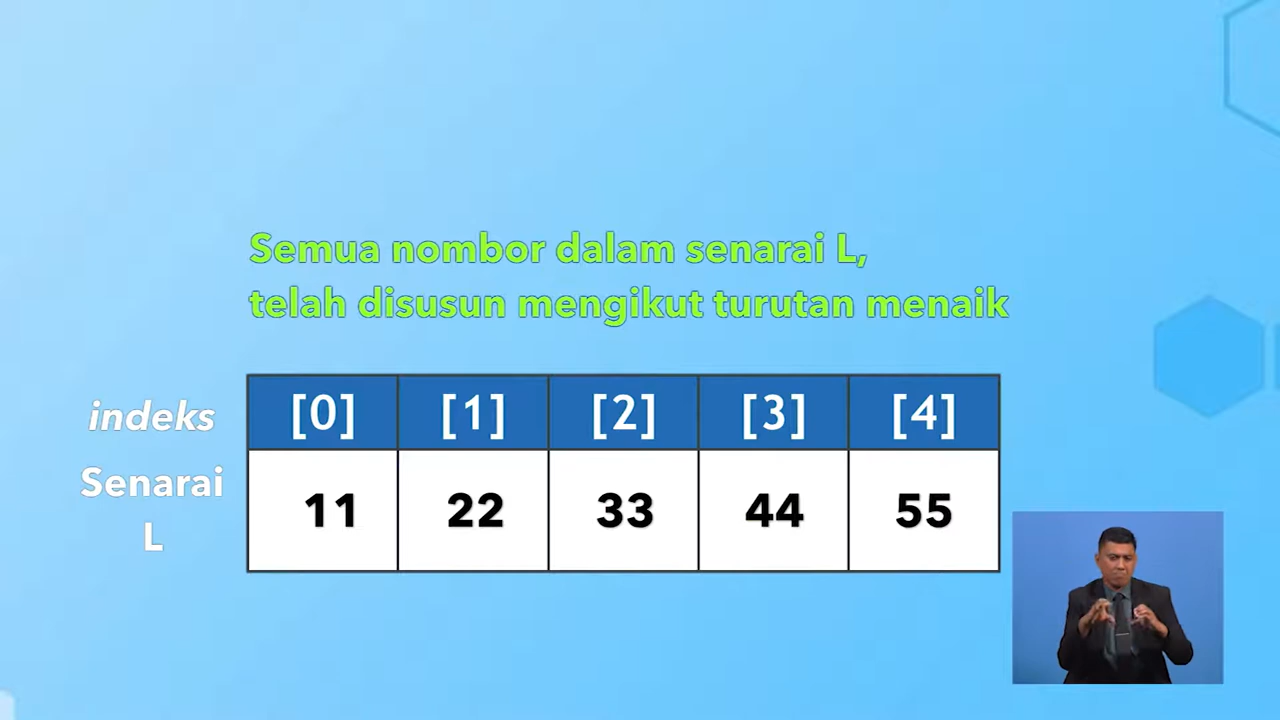 Semua nombor dalam senarai L,
telah disusun mengikut turutan menaik
indeks [0] [1] [2] [3] [4]
Senarai
L
11 22 33 44 55